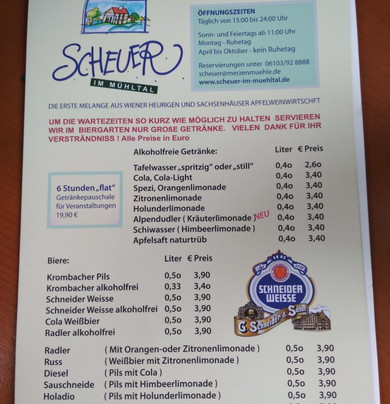 SCHEUER
IM MÜHLTAL
ÖFFNUNGSZEITEN
Täglich von 15:00 bis 24:00 Uhr
Sonn- und Feiertags ab 11:00 Uhr
Montag - Ruhetag
April bis Oktober - kein Ruhetag
Reservierungen unter 06103/92 8888
scheuer@merzenmuehle.de
www.scheuer-im-muehltal.de
DIE ERSTE MELANGE AUS WIENER HEURIGEN UND SACHSENHÄUSER APFELWEINWIRTSCHFT
UM DIE WARTEZEITEN SO KURZ WIE MÖGLICH ZU HALTEN SERVIEREN
WIR IM BIERGARTEN NUR GROßE GETRÄNKE. VIELEN DANK FÜR IHR
VERSTRÄNDNISS ! Alle Preise in Euro
Alkoholfreie Getränke: Liter € Preis
Tafelwasser „spritzig" oder „still" 0,40 2,60
Cola, Cola-Light 0,40 3,40
Spezi, Orangenlimonade 0,40 3,40
Zitronenlimonade 0,40 3,40
Holunderlimonade 0,40 3,40
Alpendudler ( Kräuterlimonade ) NEU 0,40 3,40
Schiwasser ( Himbeerlimonade ) 0,40 3,40
Apfelsaft naturtrüb 0,40 3,40
6 Stunden „flat"
Getränkepauschale
für Veranstaltungen
19,90 €
Biere: Liter € Preis
Krombacher Pils 0,50 3,90
Krombacher alkoholfrei 0,33 3,40
Schneider Weisse 0,50 3,90
Schneider Weisse alkoholfrei 0,50 3,90
Cola Weißbier 0,50 3,90
Radler alkoholfrei 0,50 3,90
SCHNEIDER
WEISSE
G. Schneider & Sohn
Radler ( Mit Orangen-oder Zitronenlimonade ) 0,50 3,90
Russ ( Weißbier mit Zitronenlimonade ) 0,50 3,90
Diesel ( Pils mit Cola ) 0,50 3,90
Sauschneide ( Pils mit Himbeerlimonade ) 0,50 3,90
Holadio ( Pils mit Holunderlimonade ) 0,50 3,90